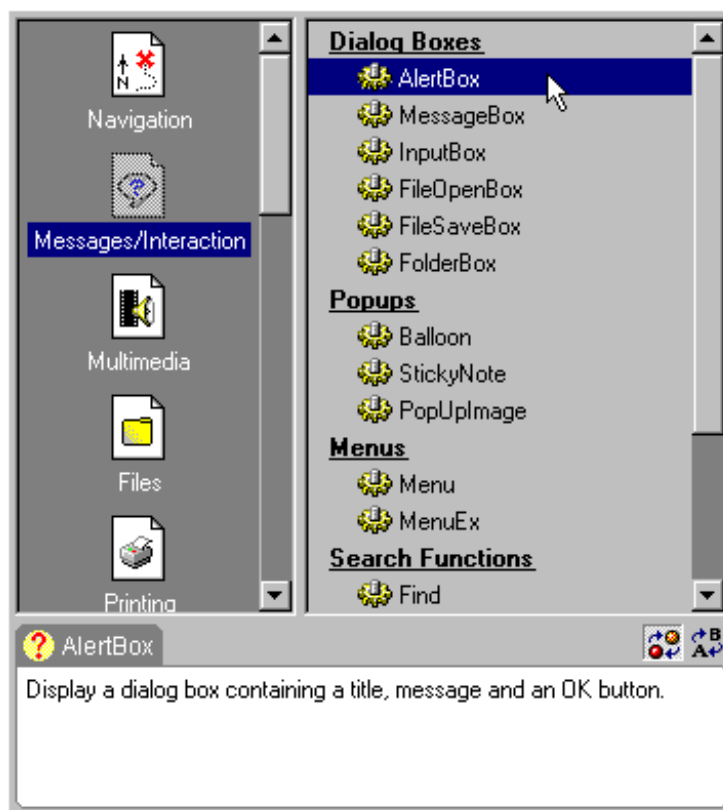 N
Navigation
?
Messages/Interaction
Multimedia
Files
Printing
Dialog Boxes
AlertBox
MessageBox
InputBox
FileOpenBox
FileSaveBox
FolderBox
Popups
Balloon
StickyNote
PopUpImage
Menus
Menu
MenuEx
Search Functions
Find
? AlertBox
B
A
Display a dialog box containing a title, message and an OK button.